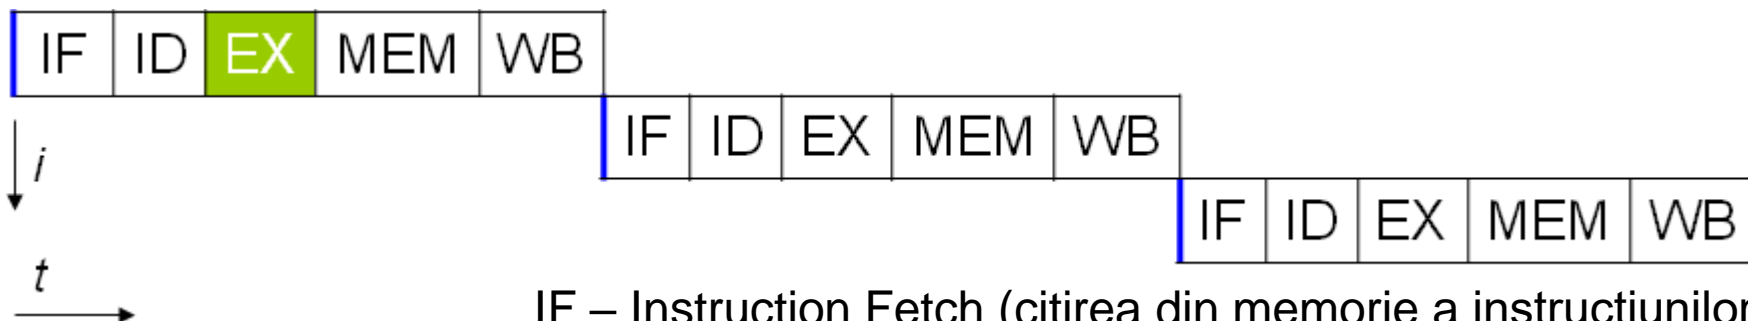 IF ID EX MEM WB
IF ID EX MEM WB
i
IF ID EX MEM WB
t
IF – Instruction Fetch (citirea din memorie a instrucțiunilor